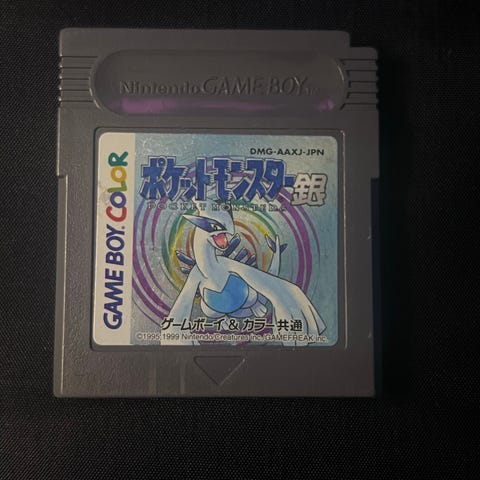 Nintendo GAME BOY
DMG-AAXJ-JPN
ポケットモンスター銀
POCKET MONSTERS
GAME BOY COLOR
ゲームボーイ & カラー共通
©1995,1999 Nintendo/Creatures inc./GAMEFREAK inc.